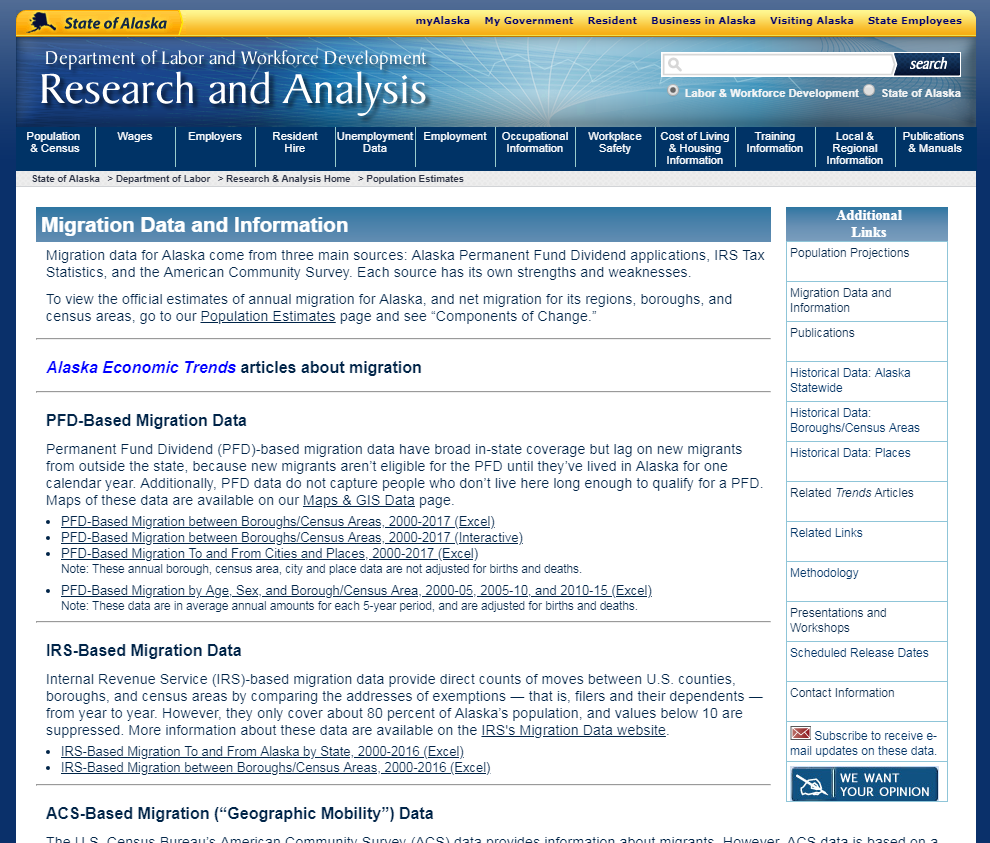 State of Alaska
myAlaska My Government Resident Business in Alaska Visiting Alaska State Employees
Department of Labor and Workforce Development
Research and Analysis
search
Labor & Workforce Development State of Alaska
Population & Census
Wages
Employers
Resident Hire
Unemployment Data
Employment
Occupational Information
Workplace Safety
Cost of Living & Housing Information
Training Information
Local & Regional Information
Publications & Manuals
State of Alaska > Department of Labor > Research & Analysis Home > Population Estimates
Migration Data and Information
Migration data for Alaska come from three main sources: Alaska Permanent Fund Dividend applications, IRS Tax
Statistics, and the American Community Survey. Each source has its own strengths and weaknesses.
To view the official estimates of annual migration for Alaska, and net migration for its regions, boroughs, and
census areas, go to our Population Estimates page and see “Components of Change.”
Alaska Economic Trends articles about migration
PFD-Based Migration Data
Permanent Fund Dividend (PFD)-based migration data have broad in-state coverage but lag on new migrants
from outside the state, because new migrants aren’t eligible for the PFD until they’ve lived in Alaska for one
calendar year. Additionally, PFD data do not capture people who don’t live here long enough to qualify for a PFD.
Maps of these data are available on our Maps & GIS Data page.
• PFD-Based Migration between Boroughs/Census Areas, 2000-2017 (Excel)
• PFD-Based Migration between Boroughs/Census Areas, 2000-2017 (Interactive)
• PFD-Based Migration To and From Cities and Places, 2000-2017 (Excel)
Note: These annual borough, census area, city and place data are not adjusted for births and deaths.
• PFD-Based Migration by Age, Sex, and Borough/Census Area, 2000-05, 2005-10, and 2010-15 (Excel)
Note: These data are in average annual amounts for each 5-year period, and are adjusted for births and deaths.
IRS-Based Migration Data
Internal Revenue Service (IRS)-based migration data provide direct counts of moves between U.S. counties,
boroughs, and census areas by comparing the addresses of exemptions — that is, filers and their dependents —
from year to year. However, they only cover about 80 percent of Alaska’s population, and values below 10 are
suppressed. More information about these data are available on the IRS's Migration Data website.
• IRS-Based Migration To and From Alaska by State, 2000-2016 (Excel)
• IRS-Based Migration between Boroughs/Census Areas, 2000-2016 (Excel)
ACS-Based Migration (“Geographic Mobility”) Data
The U.S. Census Bureau’s American Community Survey (ACS) data provides information about migrants. However, ACS data is based on a
Additional
Links
Population Projections
Migration Data and
Information
Publications
Historical Data: Alaska
Statewide
Historical Data:
Boroughs/Census Areas
Historical Data: Places
Related Trends Articles
Related Links
Methodology
Presentations and
Workshops
Scheduled Release Dates
Contact Information
Subscribe to receive e-
mail updates on these data.
WE WANT
YOUR OPINION